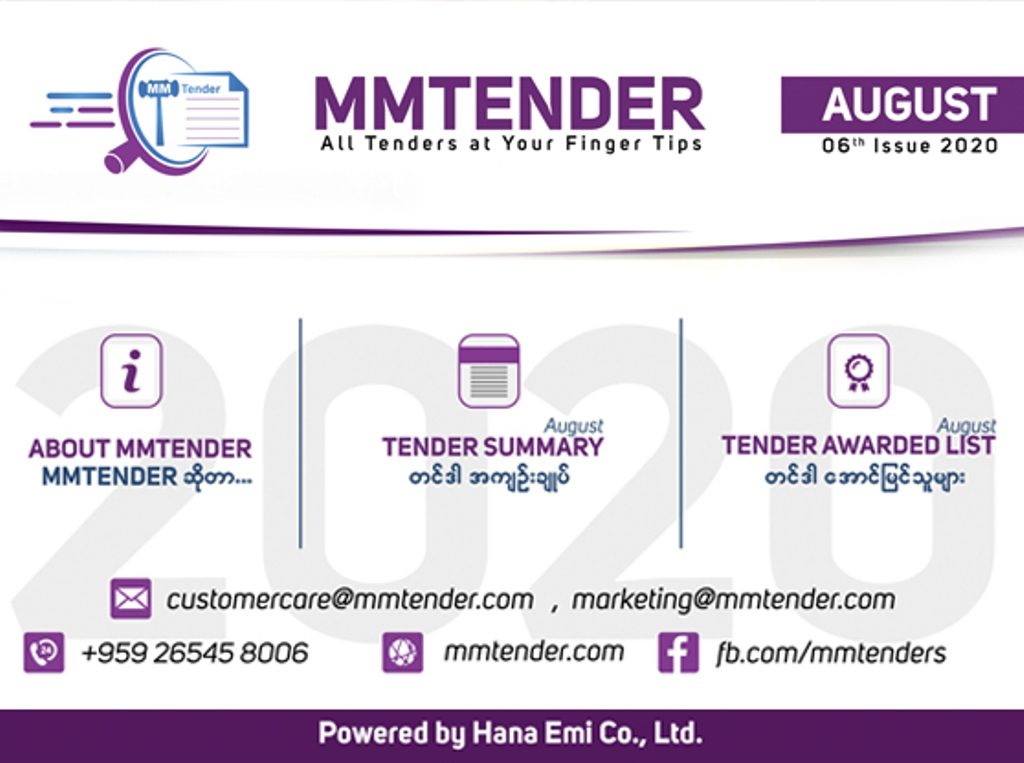 MM Tender
MMTENDER
All Tenders at Your Finger Tips
AUGUST
06th Issue 2020
2020
ABOUT MMTENDER
MMTENDER ဆိုတာ...
August
TENDER SUMMARY
တင်ဒါ အကျဉ်းချုပ်
August
TENDER AWARDED LIST
တင်ဒါ အောင်မြင်သူများ
customercare@mmtender.com , marketing@mmtender.com
24
+959 26545 8006
mmtender.com
fb.com/mmtenders
Powered by Hana Emi Co., Ltd.